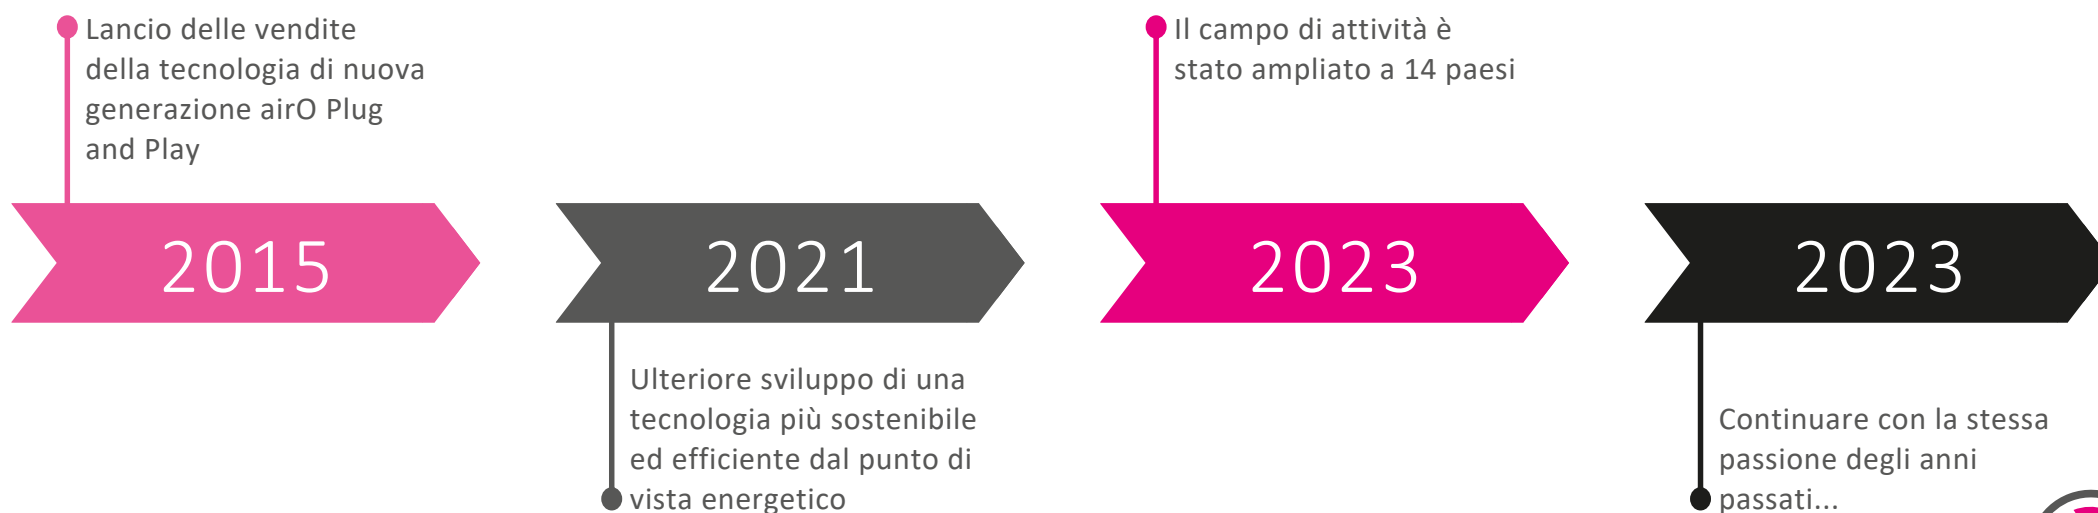 Lancio delle vendite
della tecnologia di nuova
generazione airO Plug
and Play
2015
2021
Ulteriore sviluppo di una
tecnologia più sostenibile
ed efficiente dal punto di
vista energetico
Il campo di attività è
stato ampliato a 14 paesi
2023
2023
Continuare con la stessa
passione degli anni
passati...